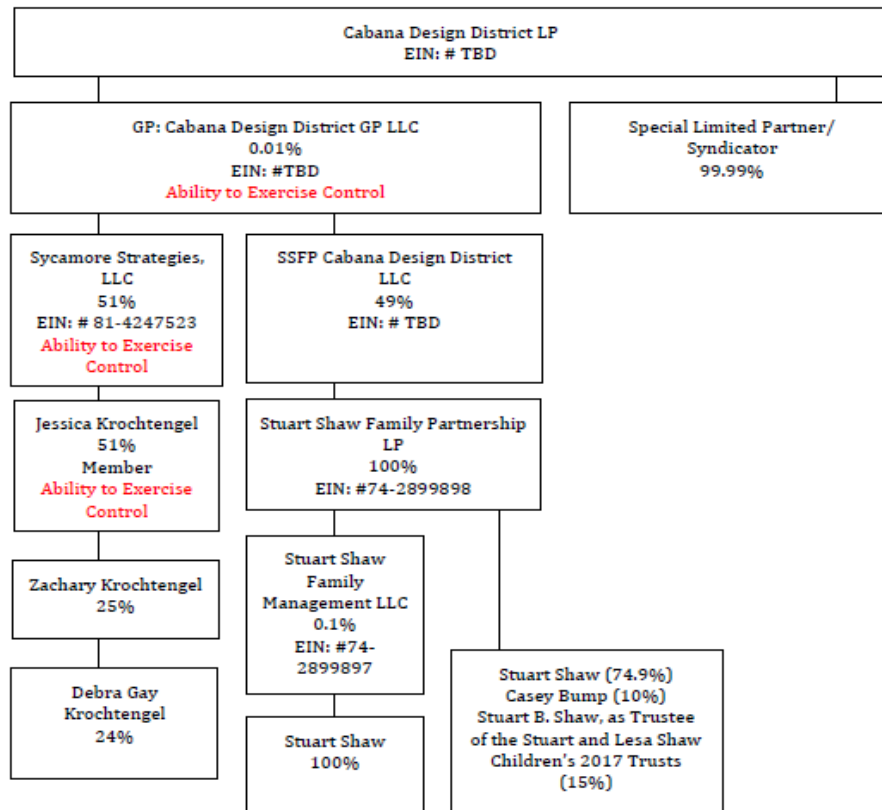 Cabana Design District LP
EIN: # TBD
GP: Cabana Design District GP LLC
0.01%
EIN: #TBD
Ability to Exercise Control
Special Limited Partner/
Syndicator
99.99%
Sycamore Strategies,
LLC
51%
EIN: # 81-4247523
Ability to Exercise
Control
SSFP Cabana Design District
LLC
49%
EIN: # TBD
Jessica Krochtengel
51%
Member
Ability to Exercise
Control
Stuart Shaw Family Partnership
LP
100%
EIN: #74-2899898
Zachary Krochtengel
25%
Stuart Shaw
Family
Management LLC
0.1%
EIN: #74-
2899897
Debra Gay
Krochtengel
24%
Stuart Shaw
100%
Stuart Shaw (74.9%)
Casey Bump (10%)
Stuart B. Shaw, as Trustee
of the Stuart and Lesa Shaw
Children's 2017 Trusts
(15%)